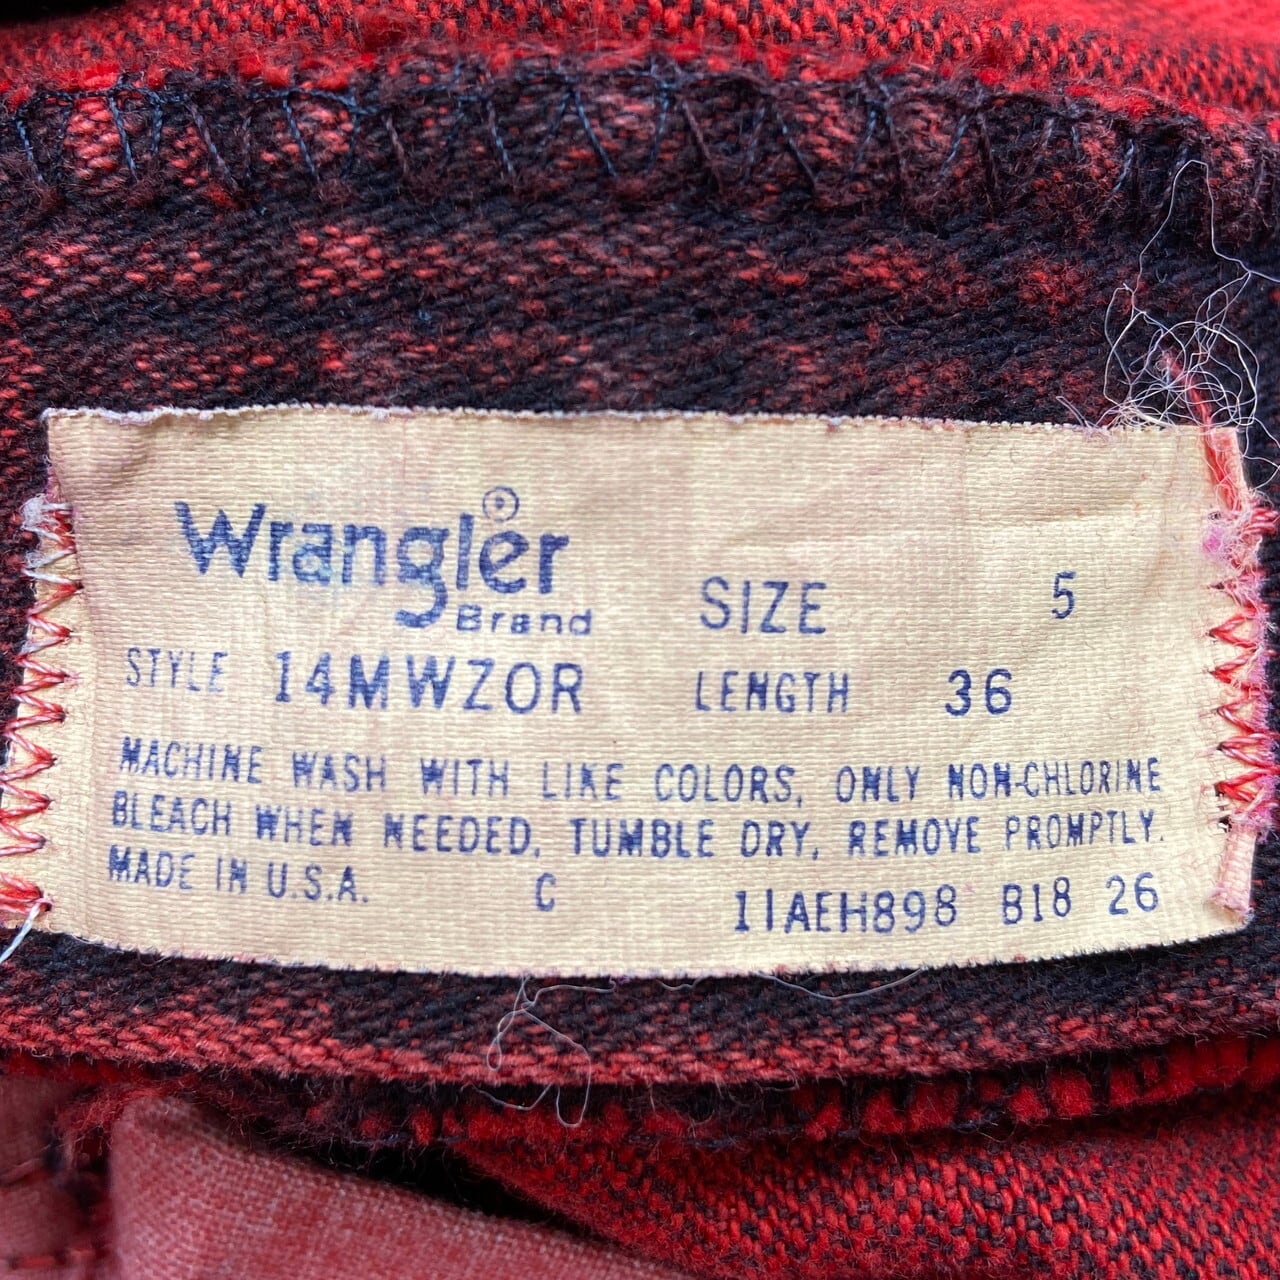 Wrangler®
Brand
SIZE 5
STYLE 14MWZOR LENGTH 36
MACHINE WASH WITH LIKE COLORS, ONLY NON-CHLORINE
BLEACH WHEN NEEDED, TUMBLE DRY, REMOVE PROMPTLY.
MADE IN U.S.A. C 11AEH898 B18 26